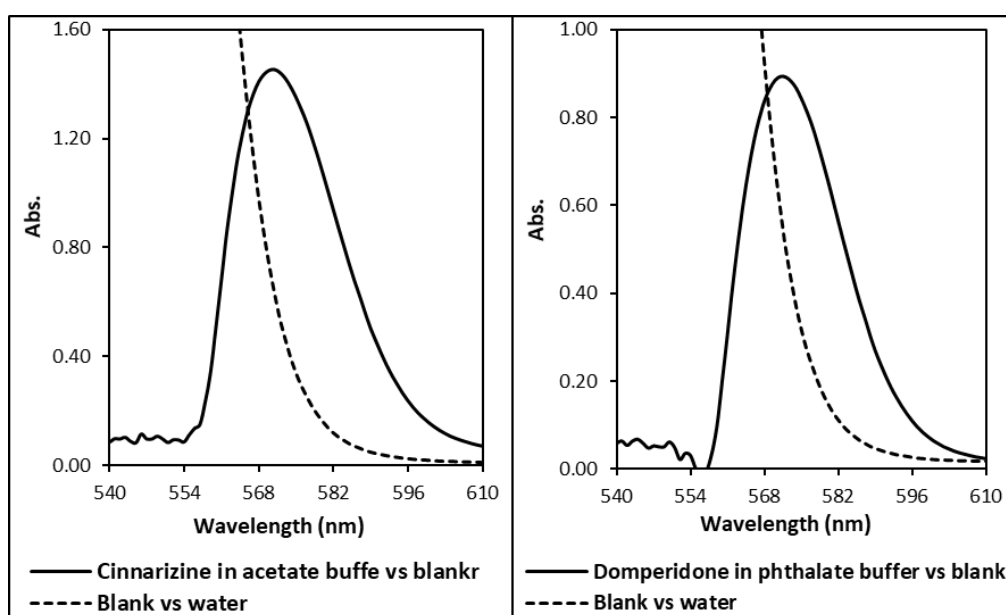 1.60
1.20
0.80
0.40
0.00
Abs.
540 554 568 582 596 610
Wavelength (nm)
Cinnarizine in acetate buffe vs blankr
Blank vs water
1.00
0.80
0.60
0.40
0.20
0.00
Abs.
540 554 568 582 596 610
Wavelength (nm)
Domperidone in phthalate buffer vs blank
Blank vs water